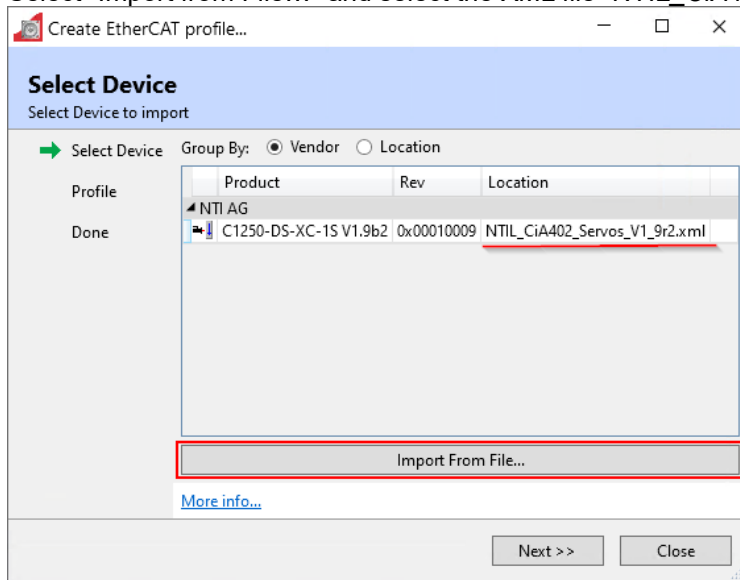 Create EtherCAT profile...
Select Device
Select Device to import
Select Device
Group By: Vendor Location
Profile
Done
Product Rev Location
NTI AG
C1250-DS-XC-1S V1.9b2 0x00010009 NTIL_CiA402_Servos_V1_9r2.xml
Import From File...
More info...
Next >> Close